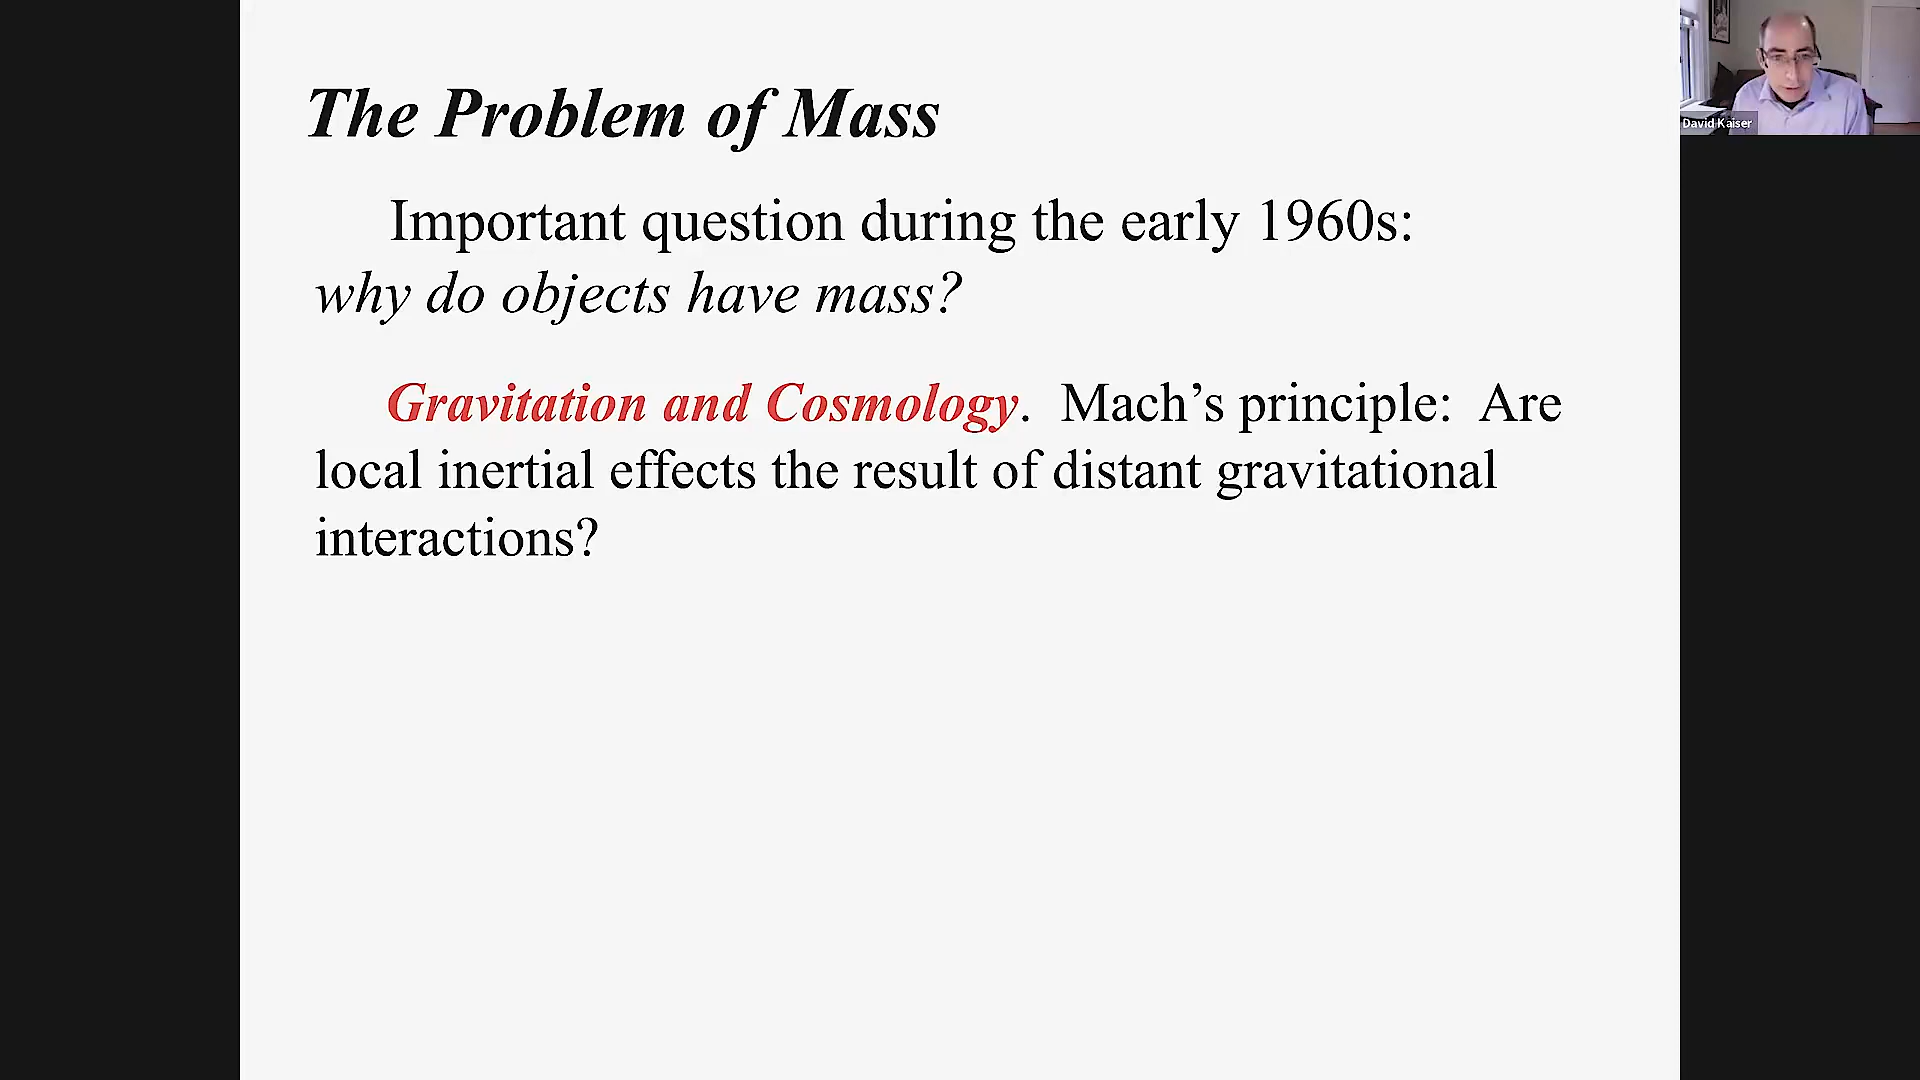 The Problem of Mass
Important question during the early 1960s:
why do objects have mass?
Gravitation and Cosmology. Mach’s principle: Are
local inertial effects the result of distant gravitational
interactions?
David Kaiser